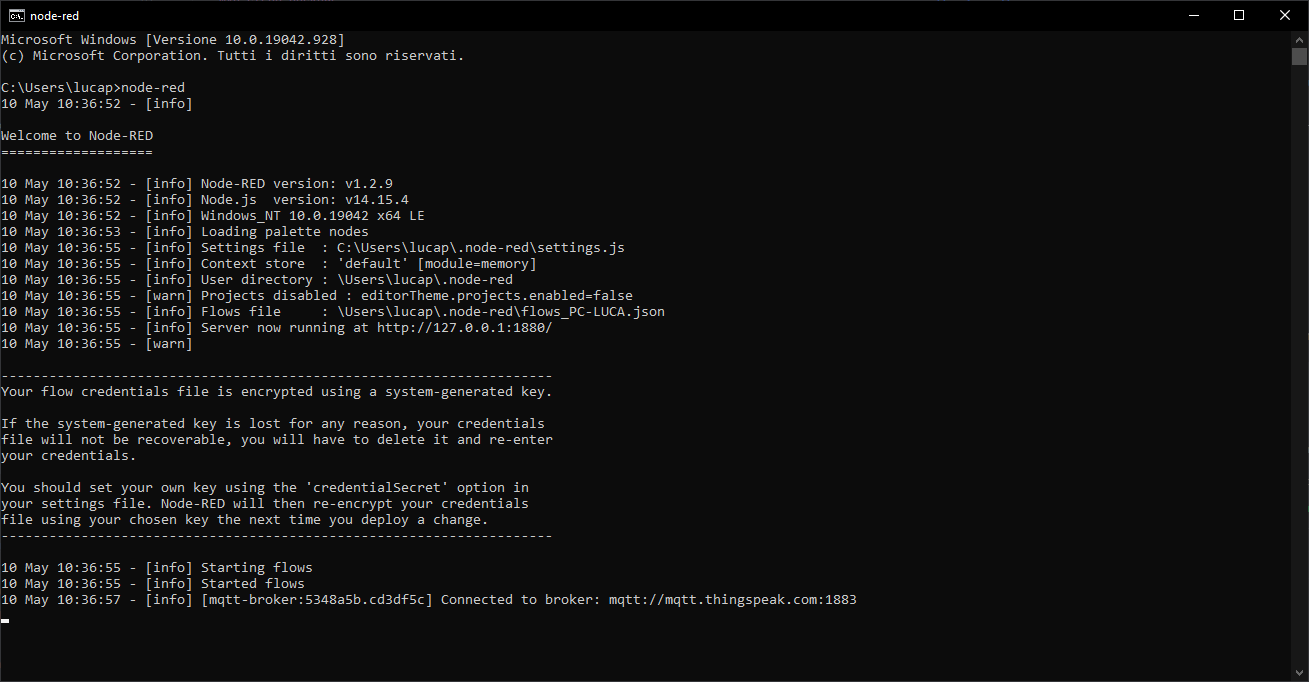 node-red
Microsoft Windows [Versione 10.0.19042.928]
(c) Microsoft Corporation. Tutti i diritti sono riservati.
C:\Users\lucap>node-red
10 May 10:36:52 - [info]
Welcome to Node-RED
===================
10 May 10:36:52 - [info] Node-RED version: v1.2.9
10 May 10:36:52 - [info] Node.js  version: v14.15.4
10 May 10:36:52 - [info] Windows_NT 10.0.19042 x64 LE
10 May 10:36:53 - [info] Loading palette nodes
10 May 10:36:55 - [info] Settings file  : C:\Users\lucap\.node-red\settings.js
10 May 10:36:55 - [info] Context store  : 'default' [module=memory]
10 May 10:36:55 - [info] User directory : \Users\lucap\.node-red
10 May 10:36:55 - [warn] Projects disabled : editorTheme.projects.enabled=false
10 May 10:36:55 - [info] Flows file     : \Users\lucap\.node-red\flows_PC-LUCA.json
10 May 10:36:55 - [info] Server now running at http://127.0.0.1:1880/
10 May 10:36:55 - [warn]
---------------------------------------------------------------------
Your flow credentials file is encrypted using a system-generated key.
If the system-generated key is lost for any reason, your credentials
file will not be recoverable, you will have to delete it and re-enter
your credentials.
You should set your own key using the 'credentialSecret' option in
your settings file. Node-RED will then re-encrypt your credentials
file using your chosen key the next time you deploy a change.
---------------------------------------------------------------------
10 May 10:36:55 - [info] Starting flows
10 May 10:36:55 - [info] Started flows
10 May 10:36:57 - [info] [mqtt-broker:5348a5b.cd3df5c] Connected to broker: mqtt://mqtt.thingspeak.com:1883